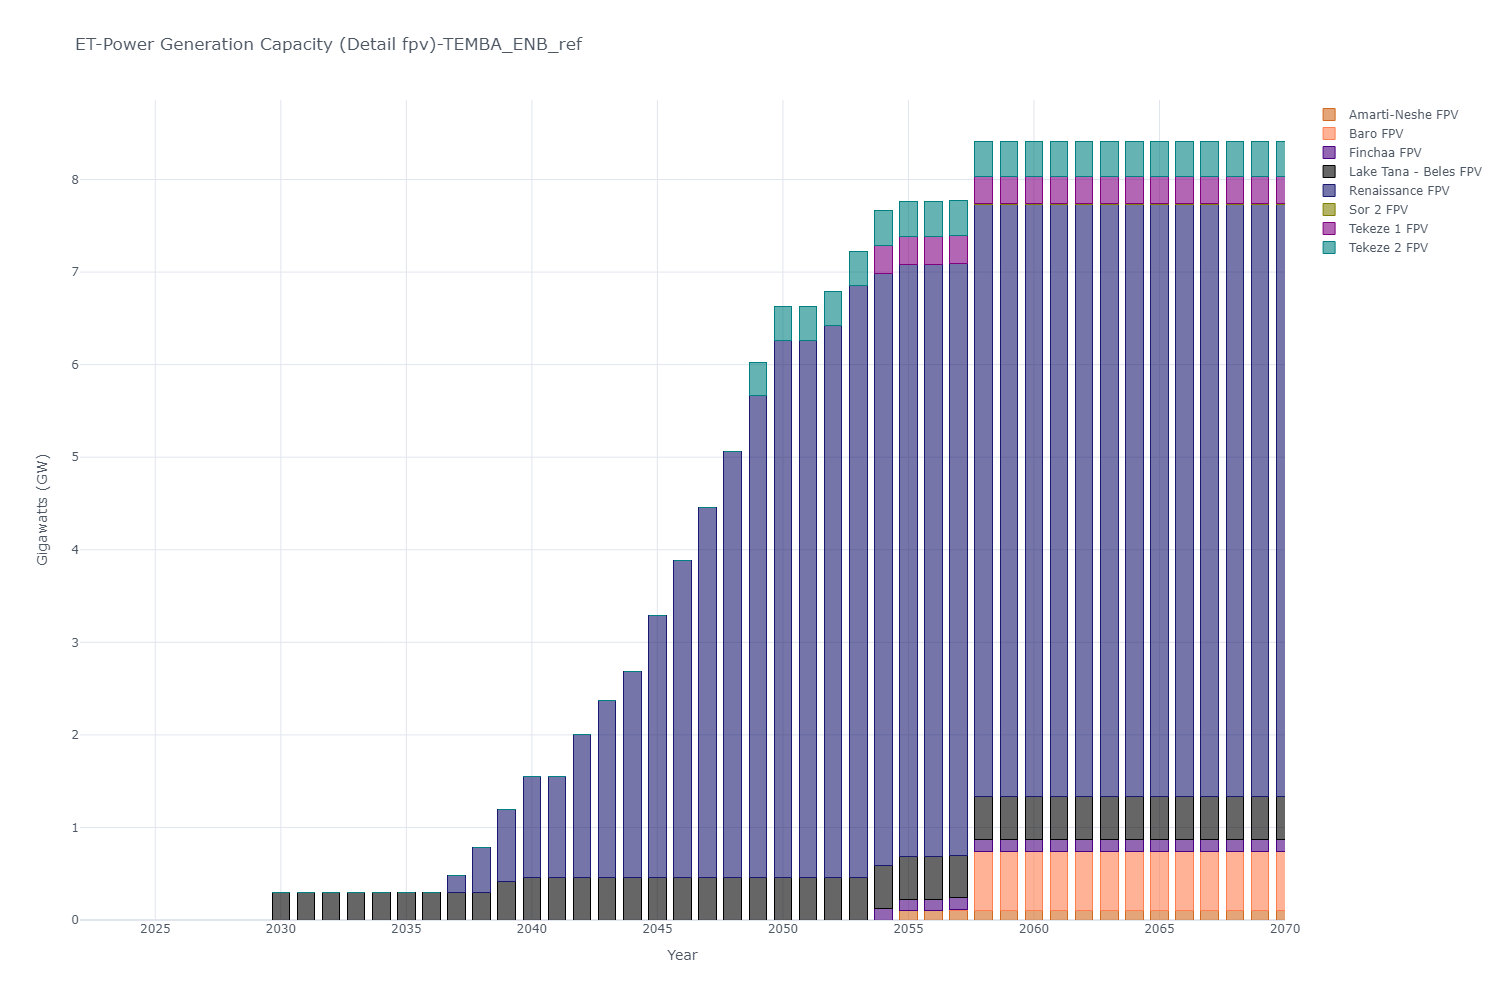 ET-Power Generation Capacity (Detail fpv)-TEMBA_ENB_ref
Amarti-Neshe FPV
Baro FPV
Finchaa FPV
Lake Tana - Beles FPV
Renaissance FPV
Sor 2 FPV
Tekeze 1 FPV
Tekeze 2 FPV
Gigawatts (GW)
8
7
6
5
4
3
2
1
0
2025
2030
2035
2040
2045
2050
2055
2060
2065
2070
Year